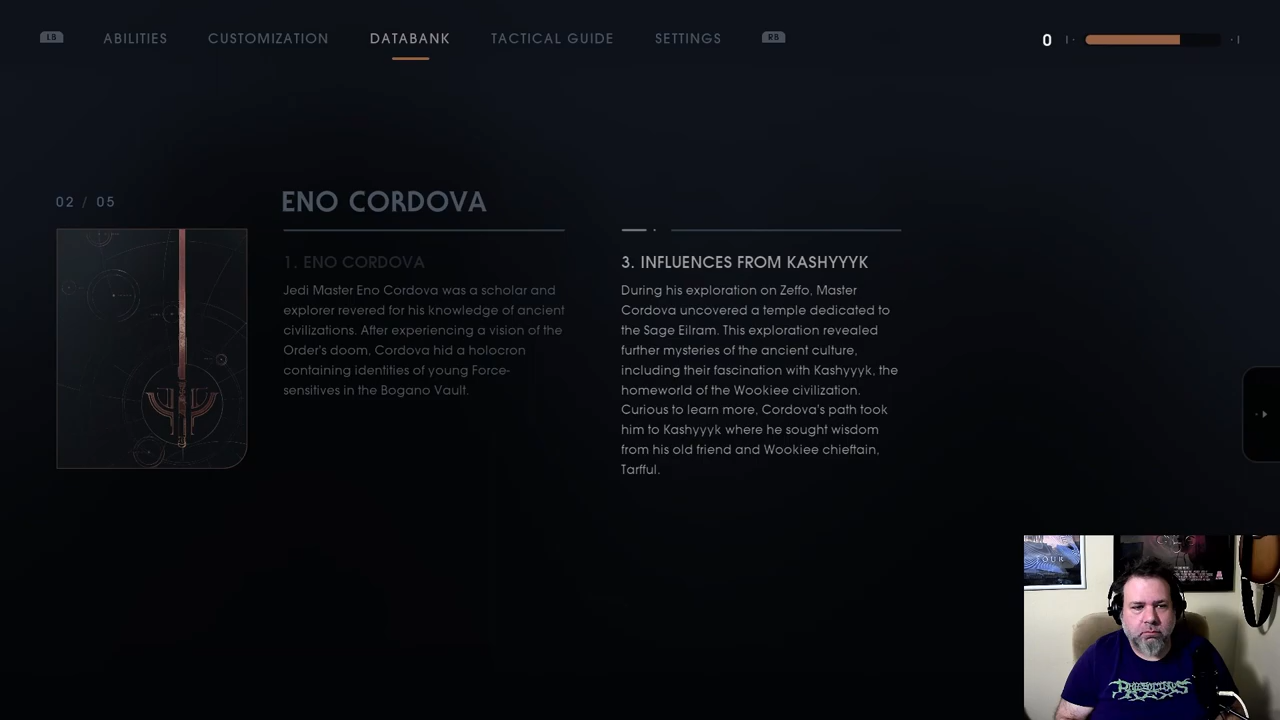 LB
ABILITIES
CUSTOMIZATION
DATABANK
TACTICAL GUIDE
SETTINGS
RB
0
02 / 05
ENO CORDOVA
1. ENO CORDOVA
Jedi Master Eno Cordova was a scholar and
explorer revered for his knowledge of ancient
civilizations. After experiencing a vision of the
Order's doom, Cordova hid a holocron
containing identities of young Force-
sensitives in the Bogano Vault.
3. INFLUENCES FROM KASHYYYK
During his exploration on Zeffo, Master
Cordova uncovered a temple dedicated to
the Sage Eilram. This exploration revealed
further mysteries of the ancient culture,
including their fascination with Kashyyyk, the
homeworld of the Wookiee civilization.
Curious to learn more, Cordova's path took
him to Kashyyyk where he sought wisdom
from his old friend and Wookiee chieftain,
Tarfful.